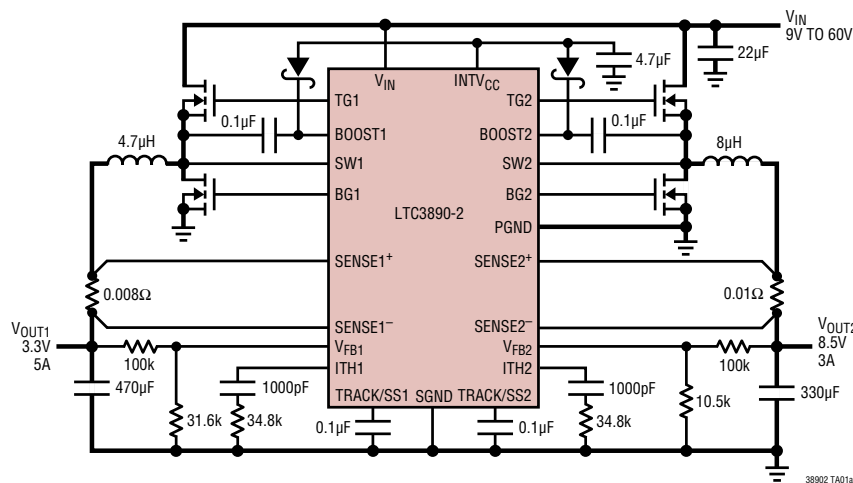 VIN
9V TO 60V
22µF
4.7µF
VIN
INTVCC
TG1
TG2
0.1µF
0.1µF
4.7µH
BOOST1
BOOST2
8µH
SW1
SW2
BG1
BG2
LTC3890-2
PGND
SENSE1+
SENSE2+
0.008Ω
0.01Ω
SENSE1−
SENSE2−
VOUT1
3.3V
5A
VOUT2
8.5V
3A
VFB1
VFB2
100k
100k
ITH1
ITH2
470µF
1000pF
1000pF
330µF
TRACK/SS1
SGND
TRACK/SS2
31.6k
34.8k
0.1µF
0.1µF
34.8k
10.5k
38902 TA01a